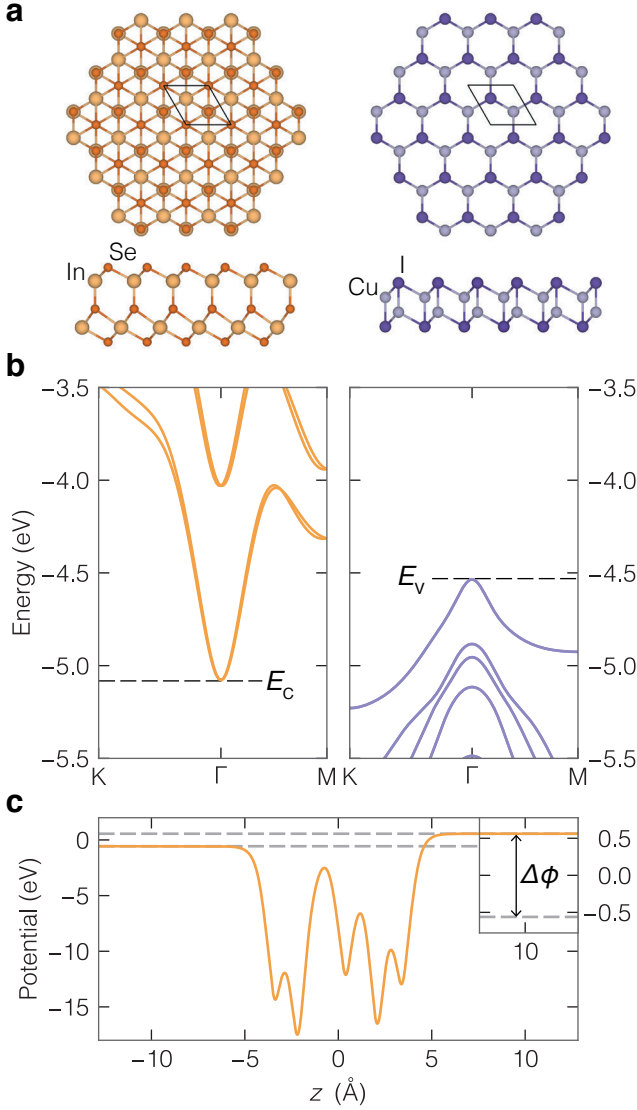 a
Se
In
I
Cu
b
−3.5
−4.0
−4.5
−5.0
−5.5
Energy (eV)
K
Γ
M
E_c
E_v
K
Γ
M
−3.5
−4.0
−4.5
−5.0
−5.5
c
0
−5
−10
−15
Potential (eV)
−10
−5
0
5
10
z (Å)
Δϕ
0.5
0.0
−0.5
10